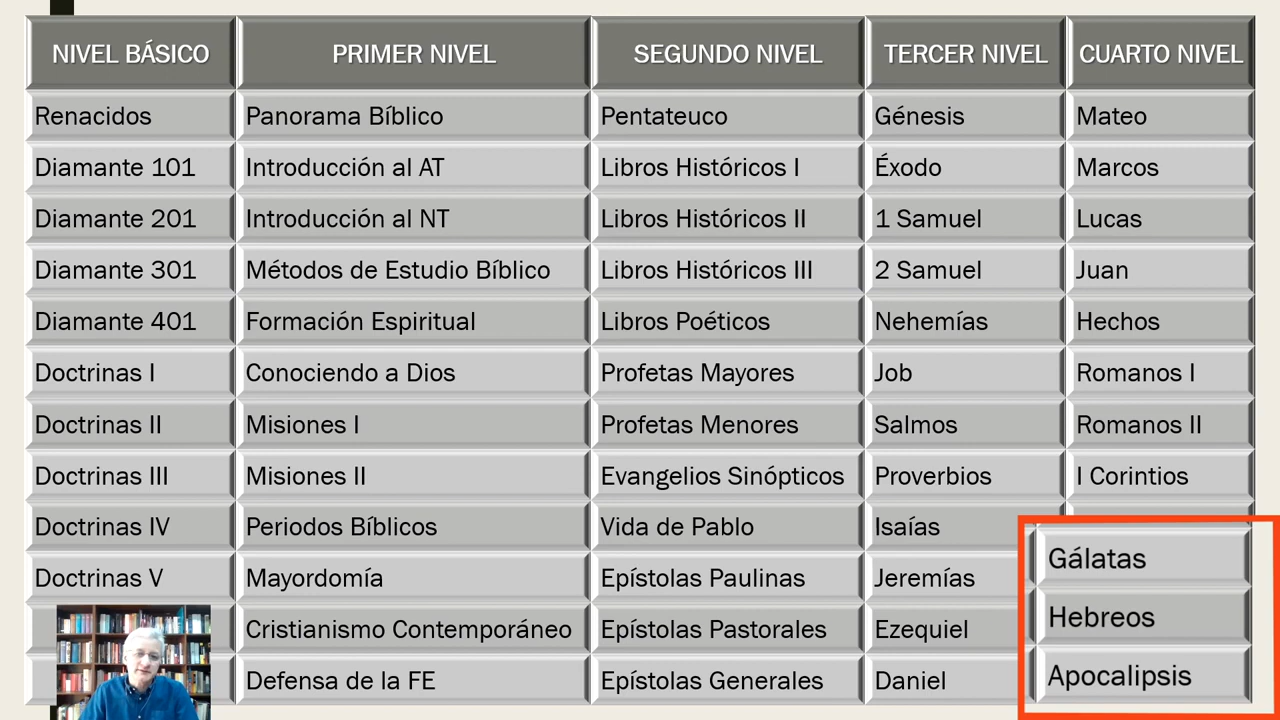 NIVEL BÁSICO PRIMER NIVEL SEGUNDO NIVEL TERCER NIVEL CUARTO NIVEL
Renacidos Panorama Bíblico Pentateuco Génesis Mateo
Diamante 101 Introducción al AT Libros Históricos I Éxodo Marcos
Diamante 201 Introducción al NT Libros Históricos II 1 Samuel Lucas
Diamante 301 Métodos de Estudio Bíblico Libros Históricos III 2 Samuel Juan
Diamante 401 Formación Espiritual Libros Poéticos Nehemías Hechos
Doctrinas I Conociendo a Dios Profetas Mayores Job Romanos I
Doctrinas II Misiones I Profetas Menores Salmos Romanos II
Doctrinas III Misiones II Evangelios Sinópticos Proverbios I Corintios
Doctrinas IV Periodos Bíblicos Vida de Pablo Isaías
Doctrinas V Mayordomía Epístolas Paulinas Jeremías Gálatas
Cristianismo Contemporáneo Epístolas Pastorales Ezequiel Hebreos
Defensa de la FE Epístolas Generales Daniel Apocalipsis